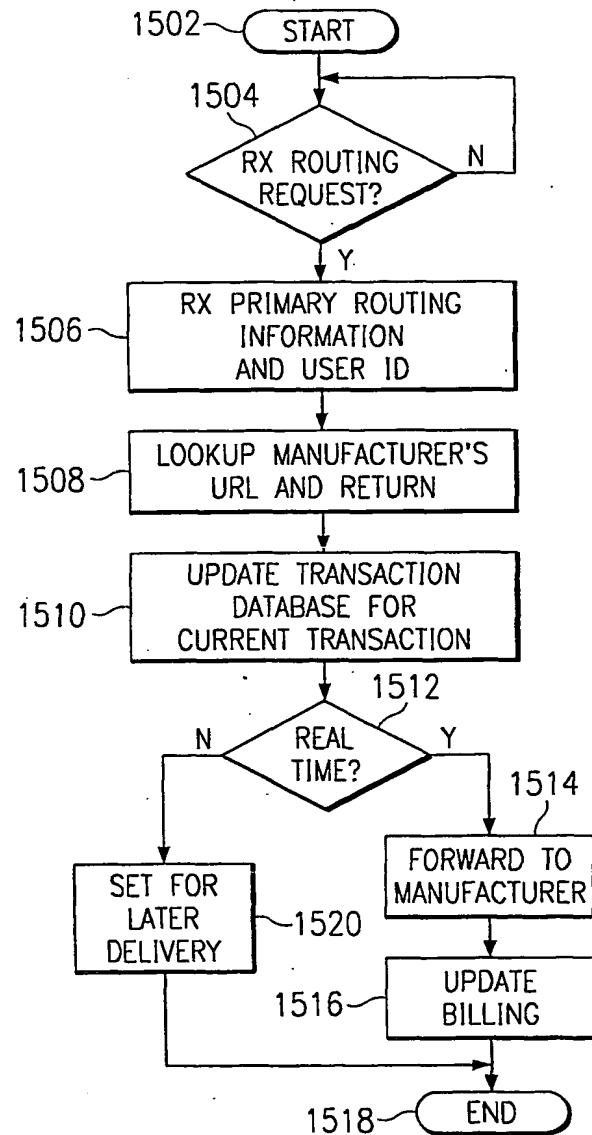 1502
START
1504
RX ROUTING
REQUEST?
N
Y
1506
RX PRIMARY ROUTING
INFORMATION
AND USER ID
1508
LOOKUP MANUFACTURER'S
URL AND RETURN
1510
UPDATE TRANSACTION
DATABASE FOR
CURRENT TRANSACTION
1512
N
REAL
TIME?
Y
1514
FORWARD TO
MANUFACTURER
SET FOR
LATER
DELIVERY
1520
1516
UPDATE
BILLING
1518
END